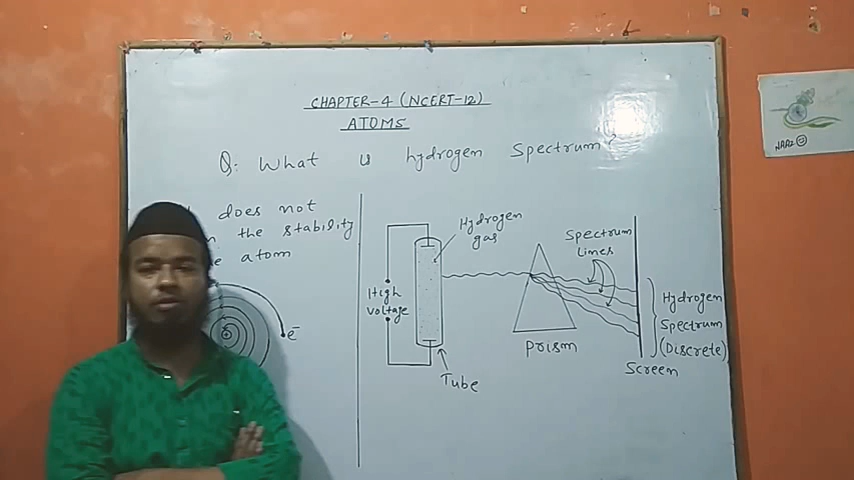 CHAPTER-4 (NCERT-12)
ATOMS
Q: What is hydrogen Spectrum?
does not
the stability
atom
e-
High
voltage
Hydrogen
gas
Tube
Prism
Spectrum
Lines
Hydrogen
Spectrum
(Discrete)
Screen
NAAZ